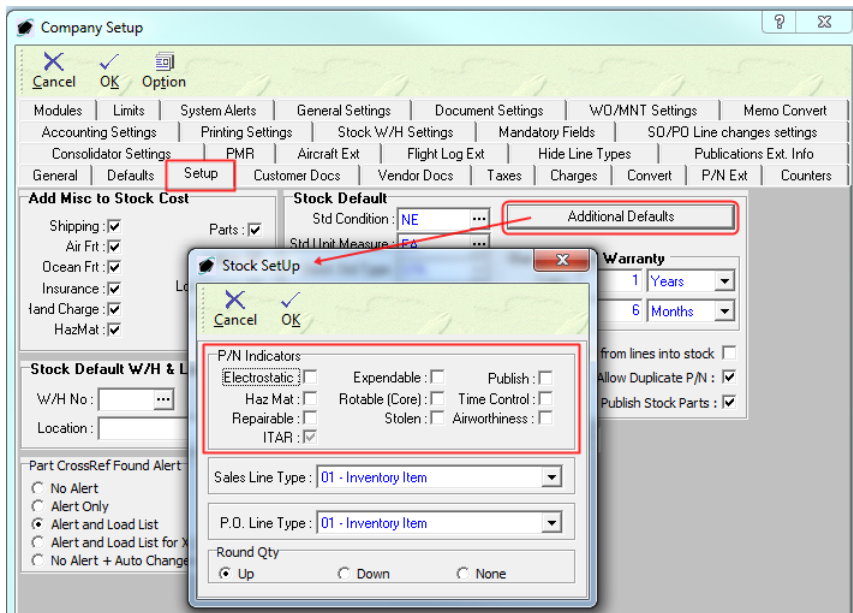 Company Setup
Cancel OK Option
Modules Limits System Alerts General Settings Document Settings WO/MNT Settings Memo Convert
Accounting Settings Printing Settings Stock W/H Settings Mandatory Fields SO/PO Line changes settings
Consolidator Settings PMR Aircraft Ext Flight Log Ext Hide Line Types Publications Ext. Info
General Defaults Setup Customer Docs Vendor Docs Taxes Charges Convert P/N Ext Counters
Add Misc to Stock Cost
Shipping :
Parts :
Air Frt :
Ocean Frt :
Insurance :
Hand Charge :
HazMat :
Stock Default
Std Condition : NE ...
Additional Defaults
Std Unit Measure : EA ...
Warranty
1 Years
6 Months
from lines into stock
Allow Duplicate P/N :
Publish Stock Parts :
Stock Default W/H & L
W/H No : ...
Location :
Part CrossRef Found Alert
No Alert
Alert Only
Alert and Load List
Alert and Load List for X
No Alert + Auto Change
Stock SetUp
Cancel OK
P/N Indicators
Electrostatic : Expendable : Publish :
Haz Mat : Rotable (Core) : Time Control :
Repairable : Stolen : Airworthiness :
ITAR :
Sales Line Type : 01 - Inventory Item
P.O. Line Type : 01 - Inventory Item
Round Qty
Up Down None